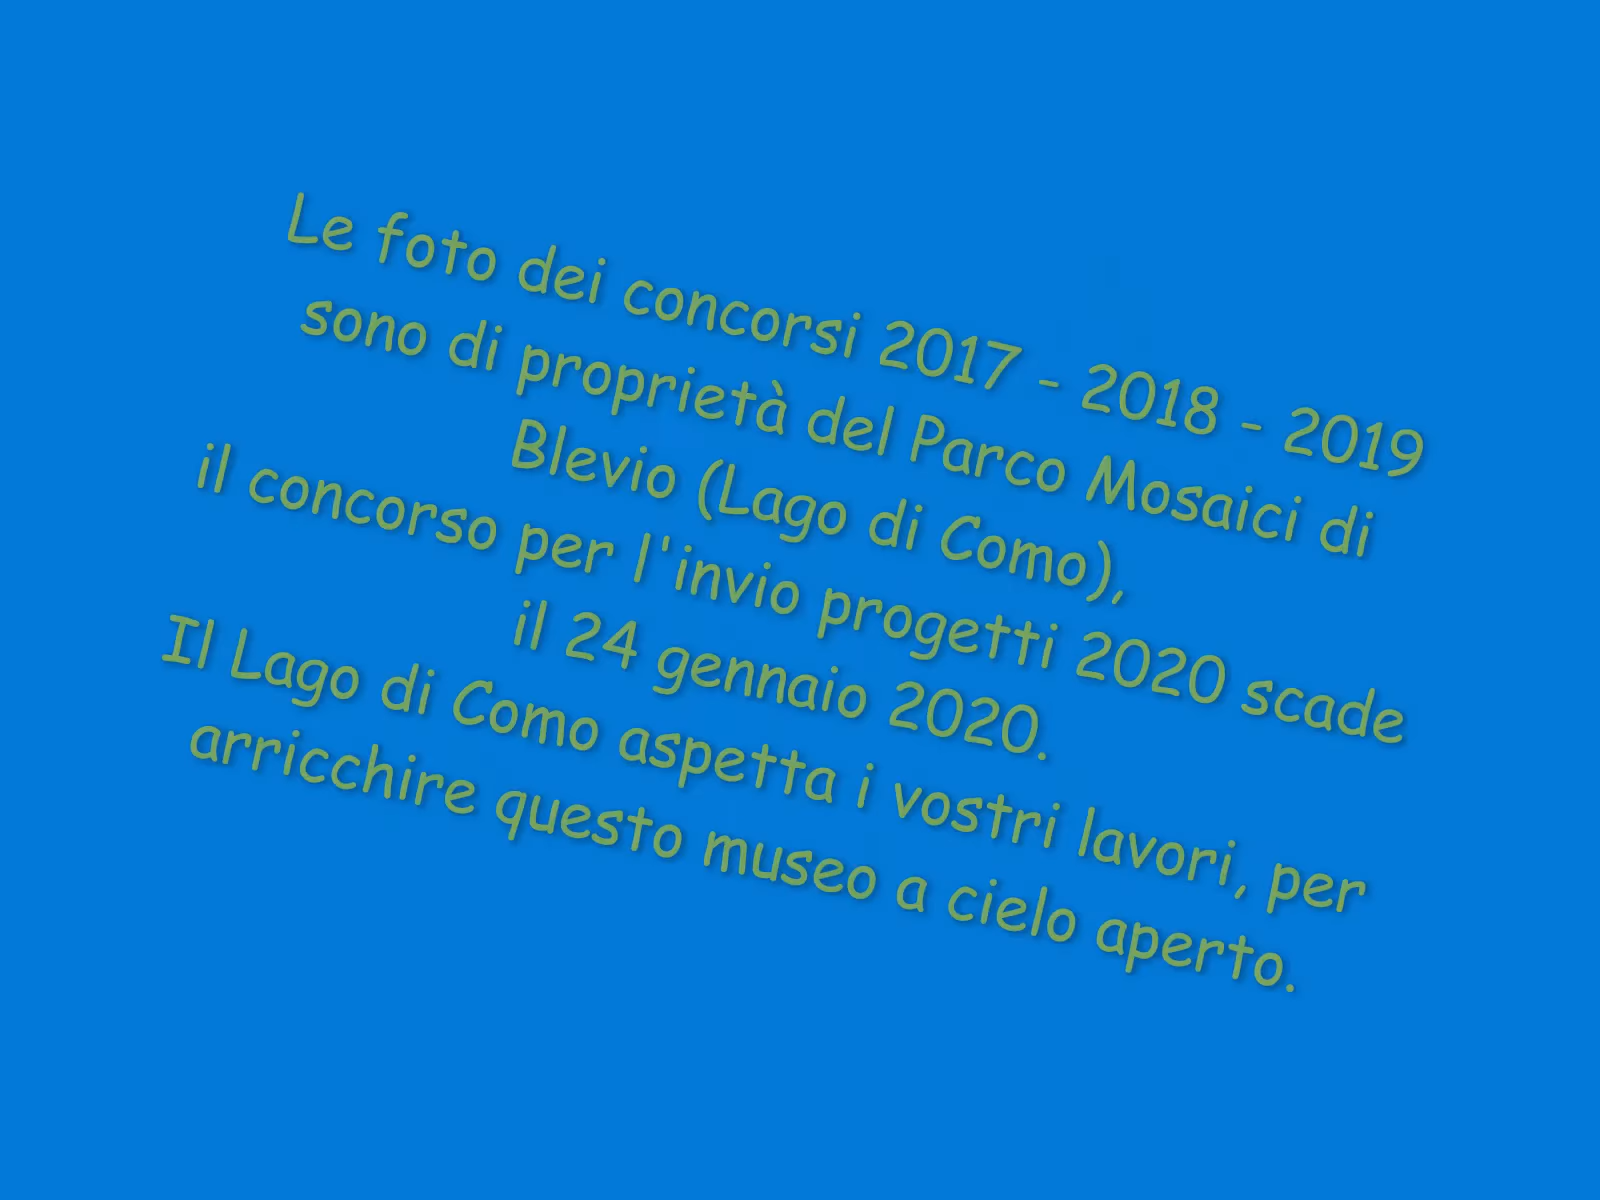 Le foto dei concorsi 2017 - 2018 - 2019
sono di proprietà del Parco Mosaici di
Blevio (Lago di Como),
il concorso per l'invio progetti 2020 scade
il 24 gennaio 2020.
Il Lago di Como aspetta i vostri lavori, per
arricchire questo museo a cielo aperto.